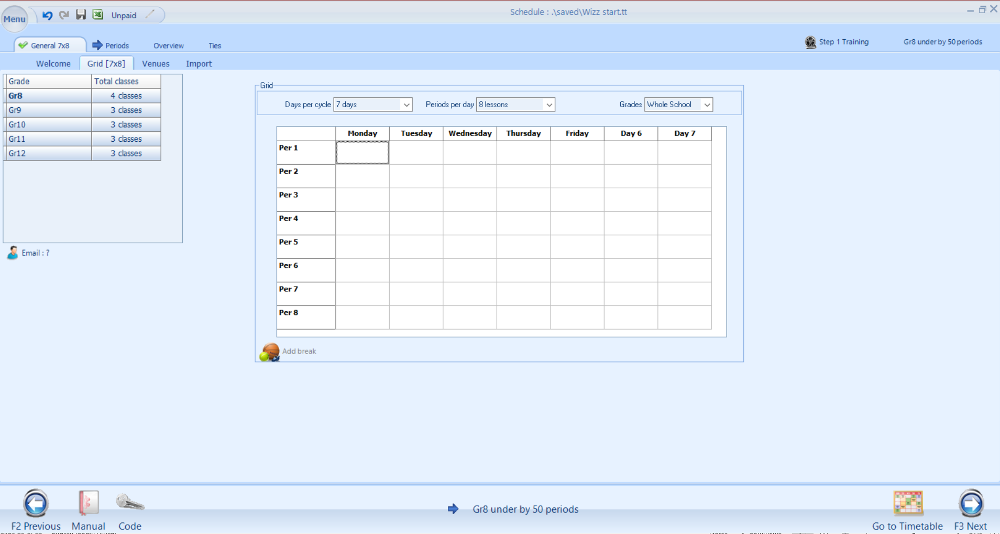 Schedule : .\saved\Wizz start.tt
Menu
Unpaid
General 7x8
Periods
Overview
Ties
Step 1 Training
Gr8 under by 50 periods
Welcome
Grid [7x8]
Venues
Import
Grade Total classes
Gr8 4 classes
Gr9 3 classes
Gr10 3 classes
Gr11 3 classes
Gr12 3 classes
Email : ?
Grid
Days per cycle 7 days Periods per day 8 lessons Grades Whole School
Monday Tuesday Wednesday Thursday Friday Day 6 Day 7
Per 1
Per 2
Per 3
Per 4
Per 5
Per 6
Per 7
Per 8
Add break
Gr8 under by 50 periods
F2 Previous Manual Code Go to Timetable F3 Next